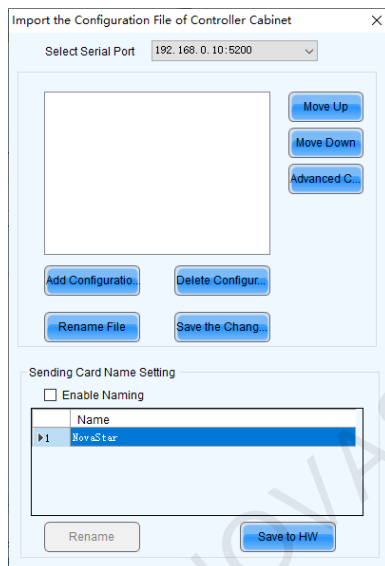 Import the Configuration File of Controller Cabinet
Select Serial Port 192.168.0.10:5200
Move Up
Move Down
Advanced C...
Add Configuratio... Delete Configur...
Rename File Save the Chang...
Sending Card Name Setting
Enable Naming
Name
1 NovaStar
Rename Save to HW
NOVAS